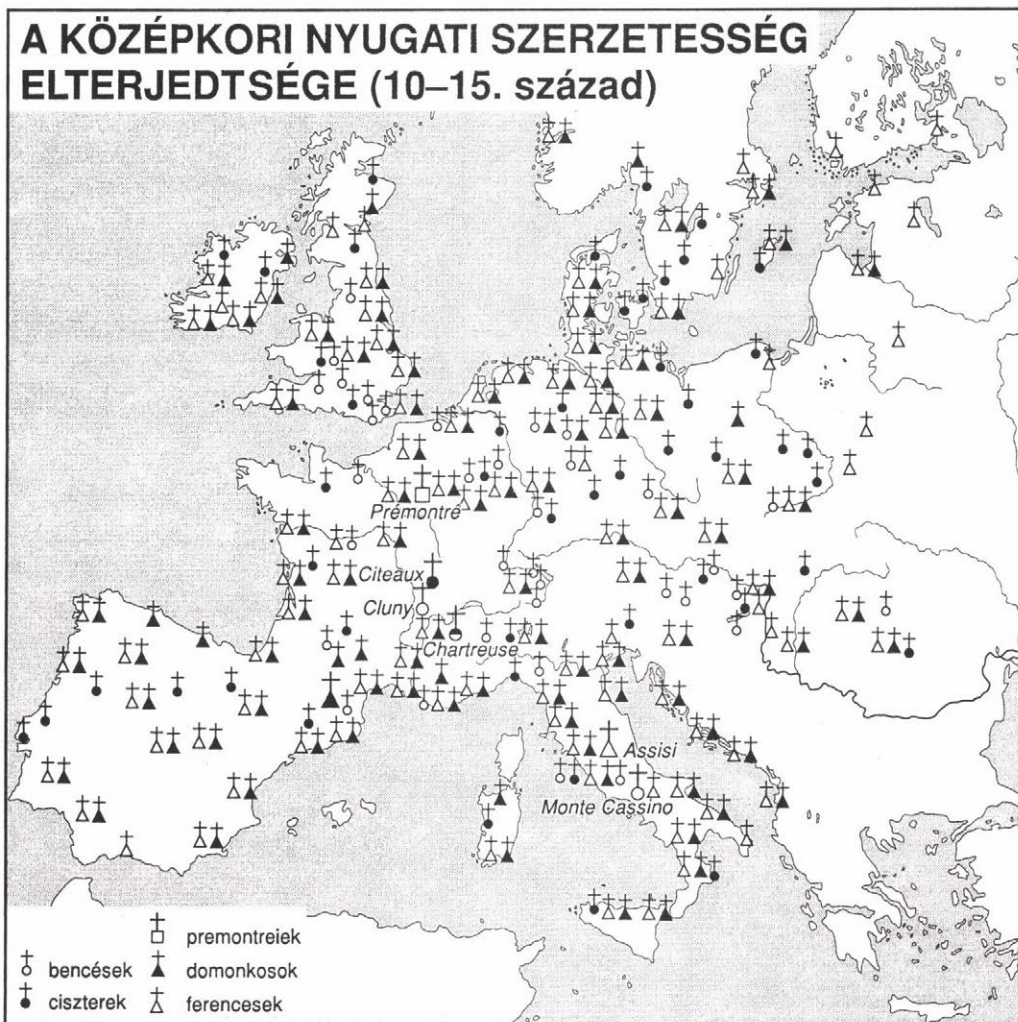 A KÖZÉPKORI NYUGATI SZERZETESSÉG
ELTERJEDTSÉGE (10–15. század)
Prémontré
Citeaux
Cluny
Chartreuse
Assisi
Monte Cassino
premontreiek
bencések
domonkosok
ciszterek
ferencesek